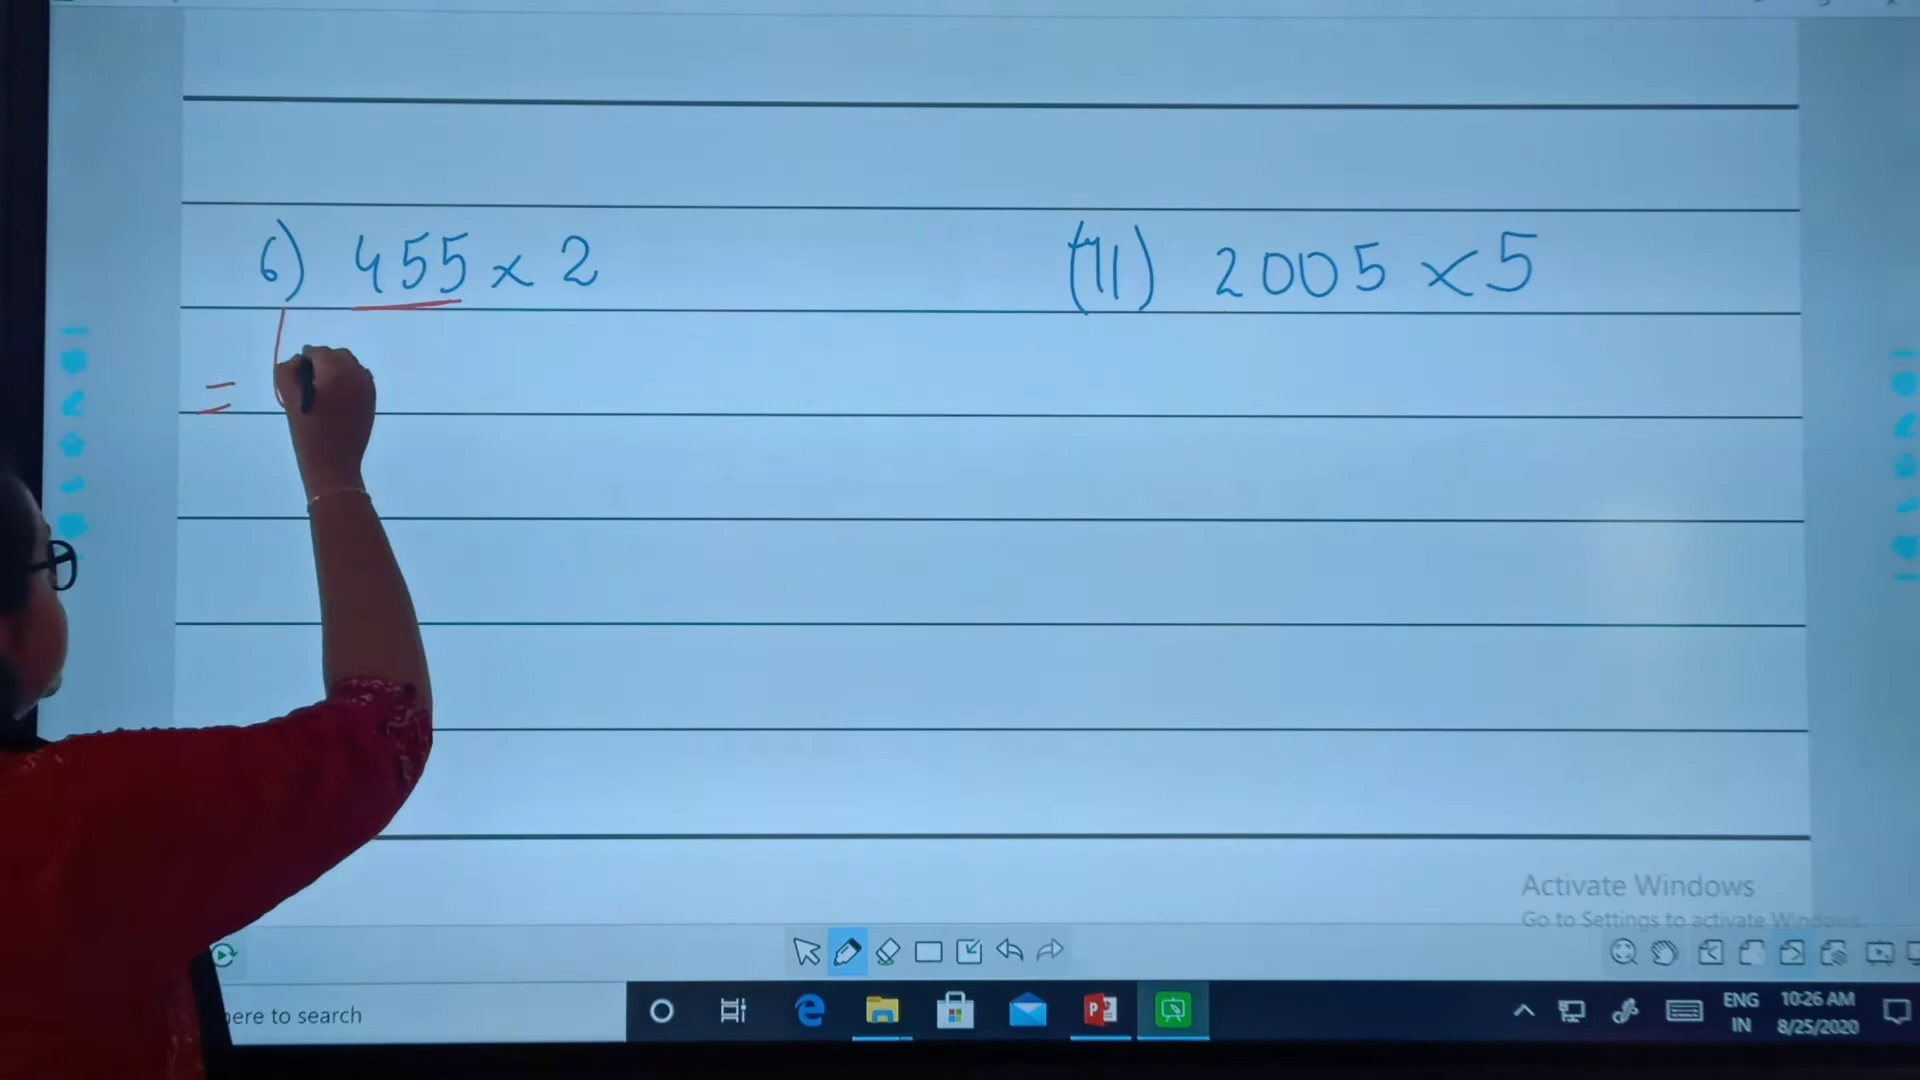 6) 455 x 2
(11) 2005 x 5
=
Activate Windows
Go to Settings to activate Windows.
here to search
ENG
IN
10:26 AM
8/25/2020